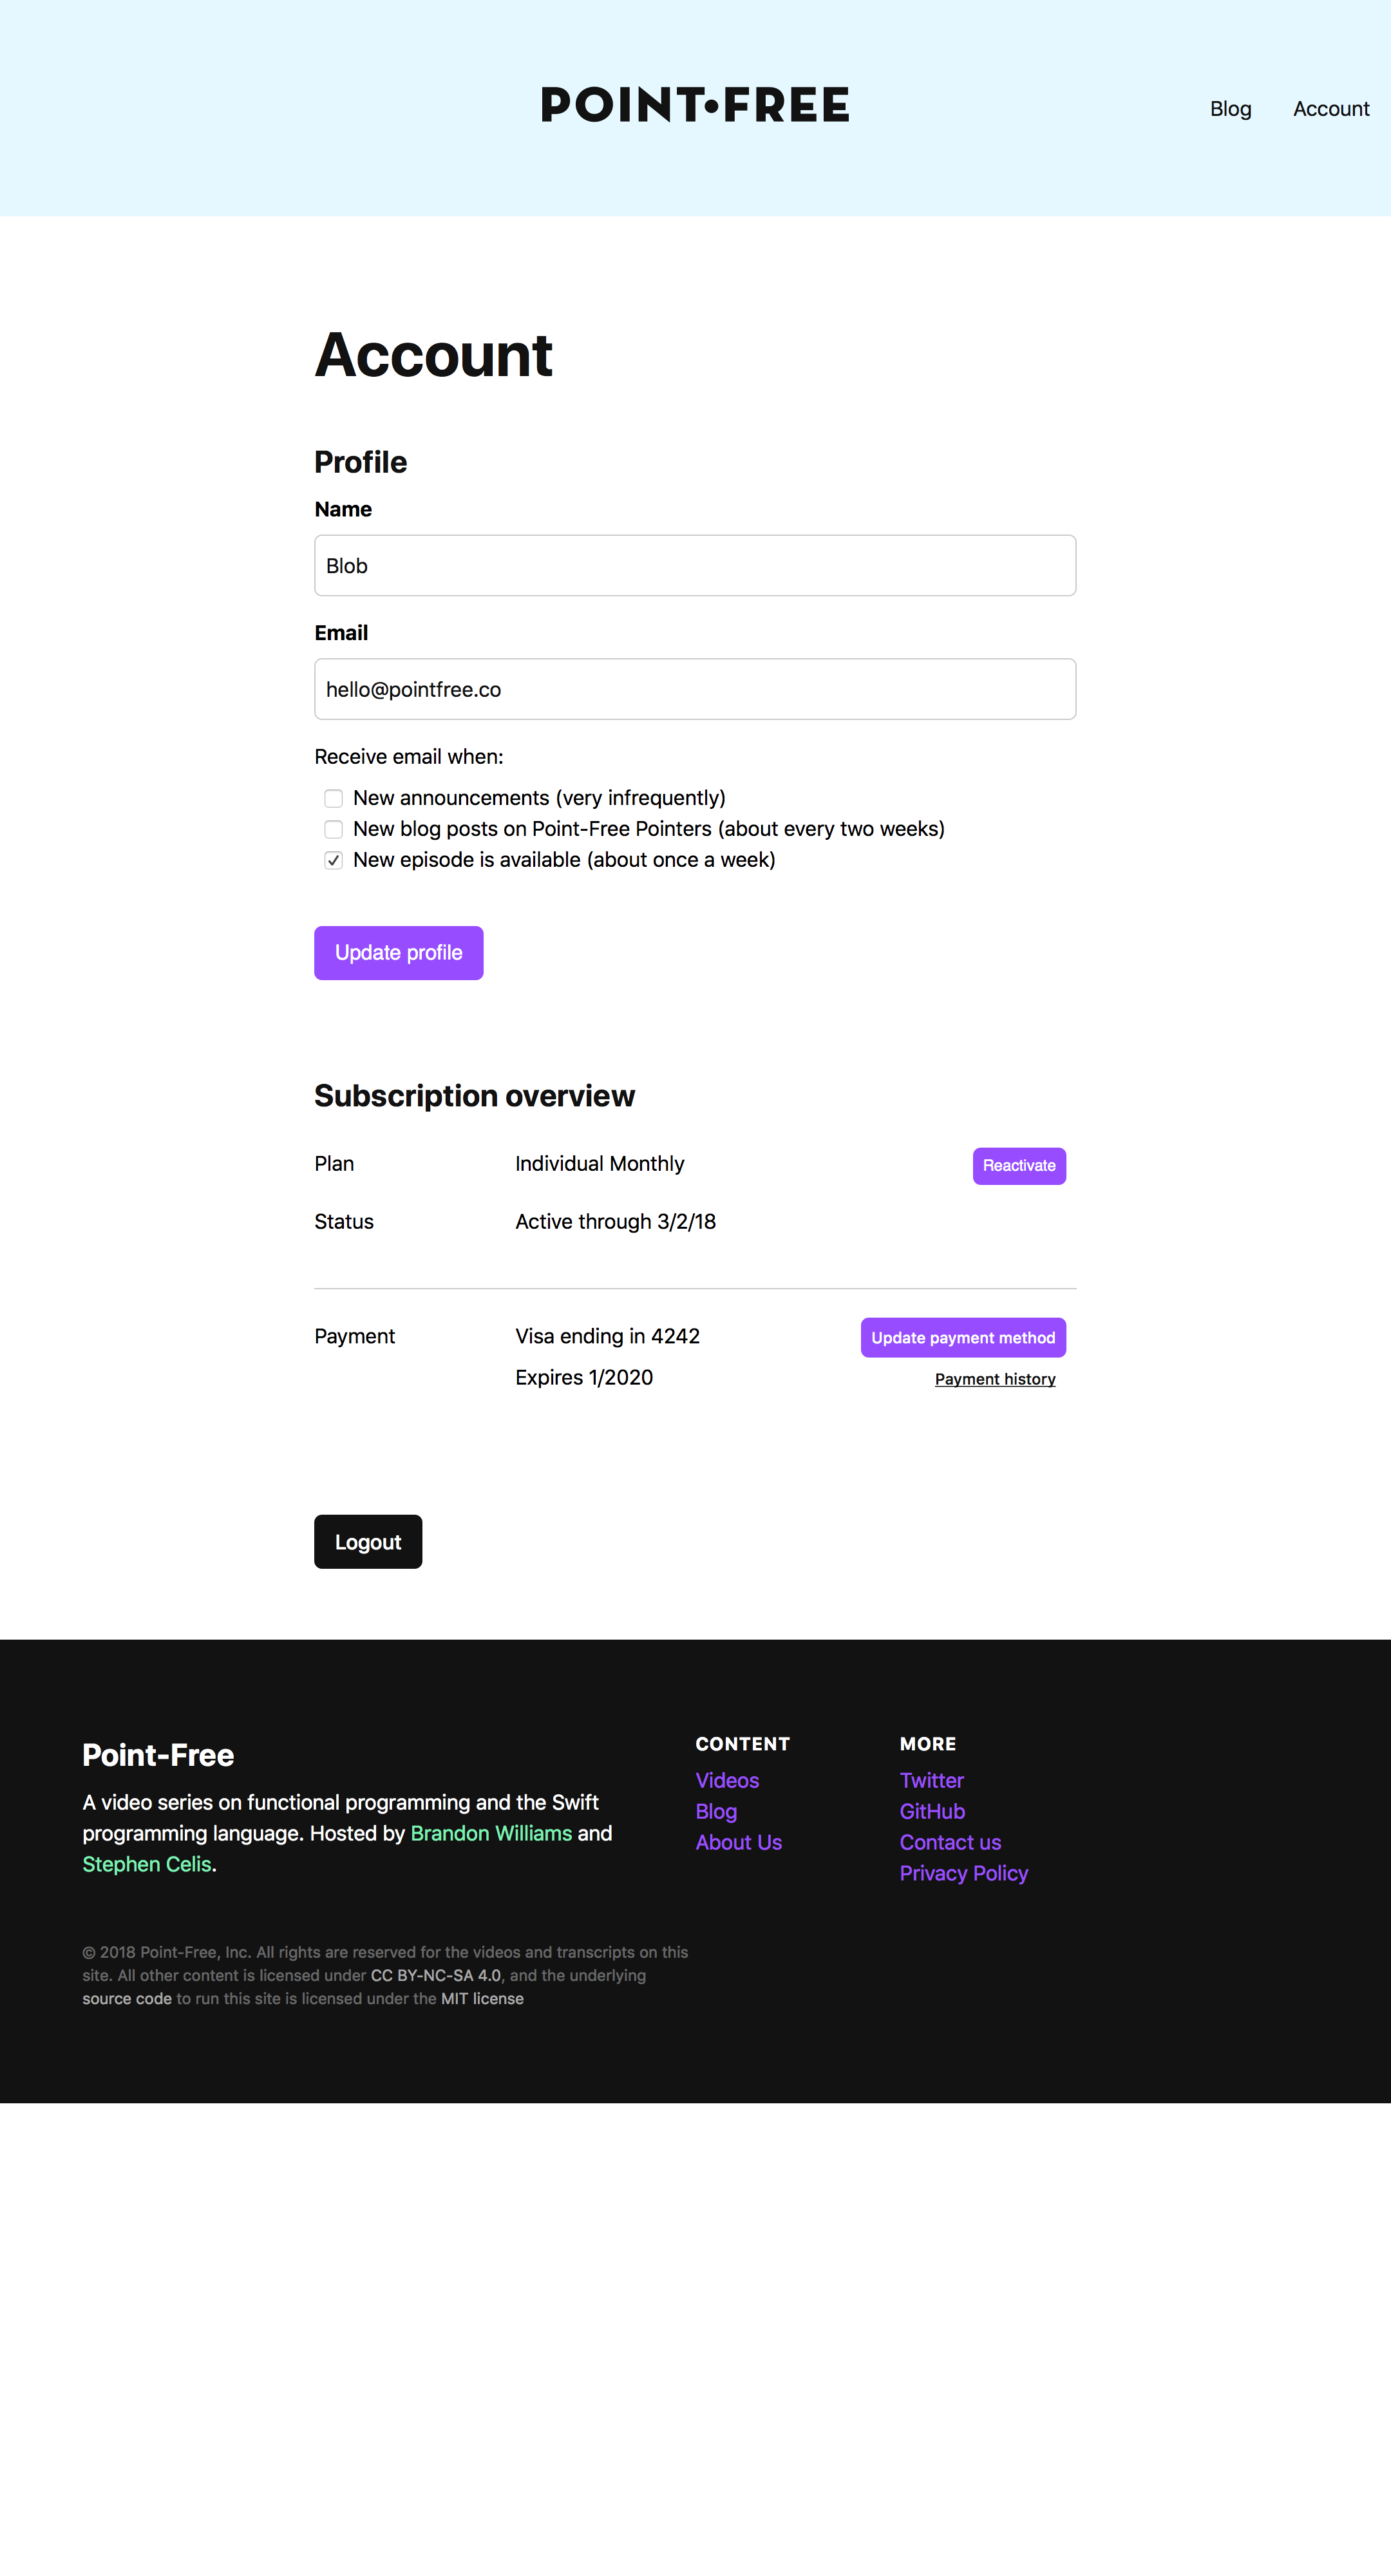 POINT•FREE
Blog
Account
Account
Profile
Name
Blob
Email
hello@pointfree.co
Receive email when:
New announcements (very infrequently)
New blog posts on Point-Free Pointers (about every two weeks)
New episode is available (about once a week)
Update profile
Subscription overview
Plan Individual Monthly Reactivate
Status Active through 3/2/18
Payment Visa ending in 4242 Update payment method
Expires 1/2020 Payment history
Logout
Point-Free
A video series on functional programming and the Swift
programming language. Hosted by Brandon Williams and
Stephen Celis.
CONTENT
Videos
Blog
About Us
MORE
Twitter
GitHub
Contact us
Privacy Policy
© 2018 Point-Free, Inc. All rights are reserved for the videos and transcripts on this
site. All other content is licensed under CC BY-NC-SA 4.0, and the underlying
source code to run this site is licensed under the MIT license